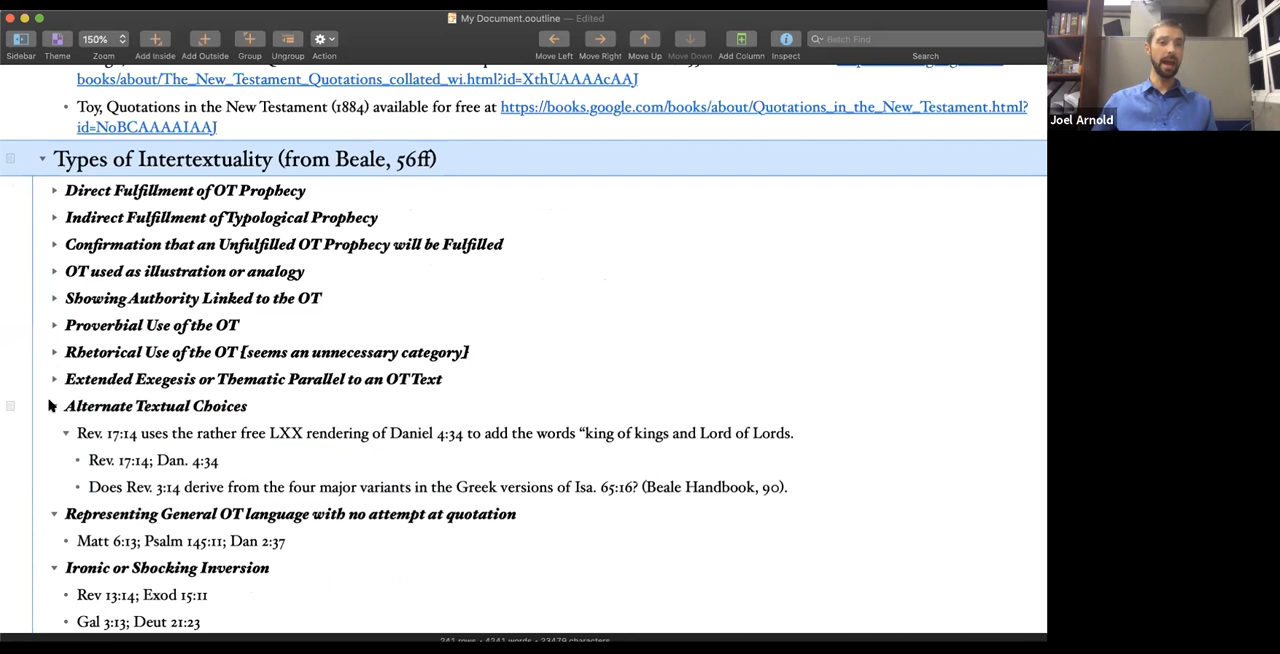 My Document.ooutline — Edited
150%
Sidebar Theme Zoom Add Inside Add Outside Group Ungroup Action Move Left Move Right Move Up Move Down Add Column Inspect Search
Batch Find
books/about/The_New_Testament_Quotations_collated_wi.html?id=XthUAAAAcAAJ
• Toy, Quotations in the New Testament (1884) available for free at https://books.google.com/books/about/Quotations_in_the_New_Testament.html?
id=NoBCAAAAIAAJ
Types of Intertextuality (from Beale, 56ff)
Direct Fulfillment of OT Prophecy
Indirect Fulfillment of Typological Prophecy
Confirmation that an Unfulfilled OT Prophecy will be Fulfilled
OT used as illustration or analogy
Showing Authority Linked to the OT
Proverbial Use of the OT
Rhetorical Use of the OT [seems an unnecessary category]
Extended Exegesis or Thematic Parallel to an OT Text
Alternate Textual Choices
Rev. 17:14 uses the rather free LXX rendering of Daniel 4:34 to add the words “king of kings and Lord of Lords.
• Rev. 17:14; Dan. 4:34
• Does Rev. 3:14 derive from the four major variants in the Greek versions of Isa. 65:16? (Beale Handbook, 90).
Representing General OT language with no attempt at quotation
• Matt 6:13; Psalm 145:11; Dan 2:37
Ironic or Shocking Inversion
• Rev 13:14; Exod 15:11
• Gal 3:13; Deut 21:23
241 rows • 4341 words • 23479 characters
Joel Arnold